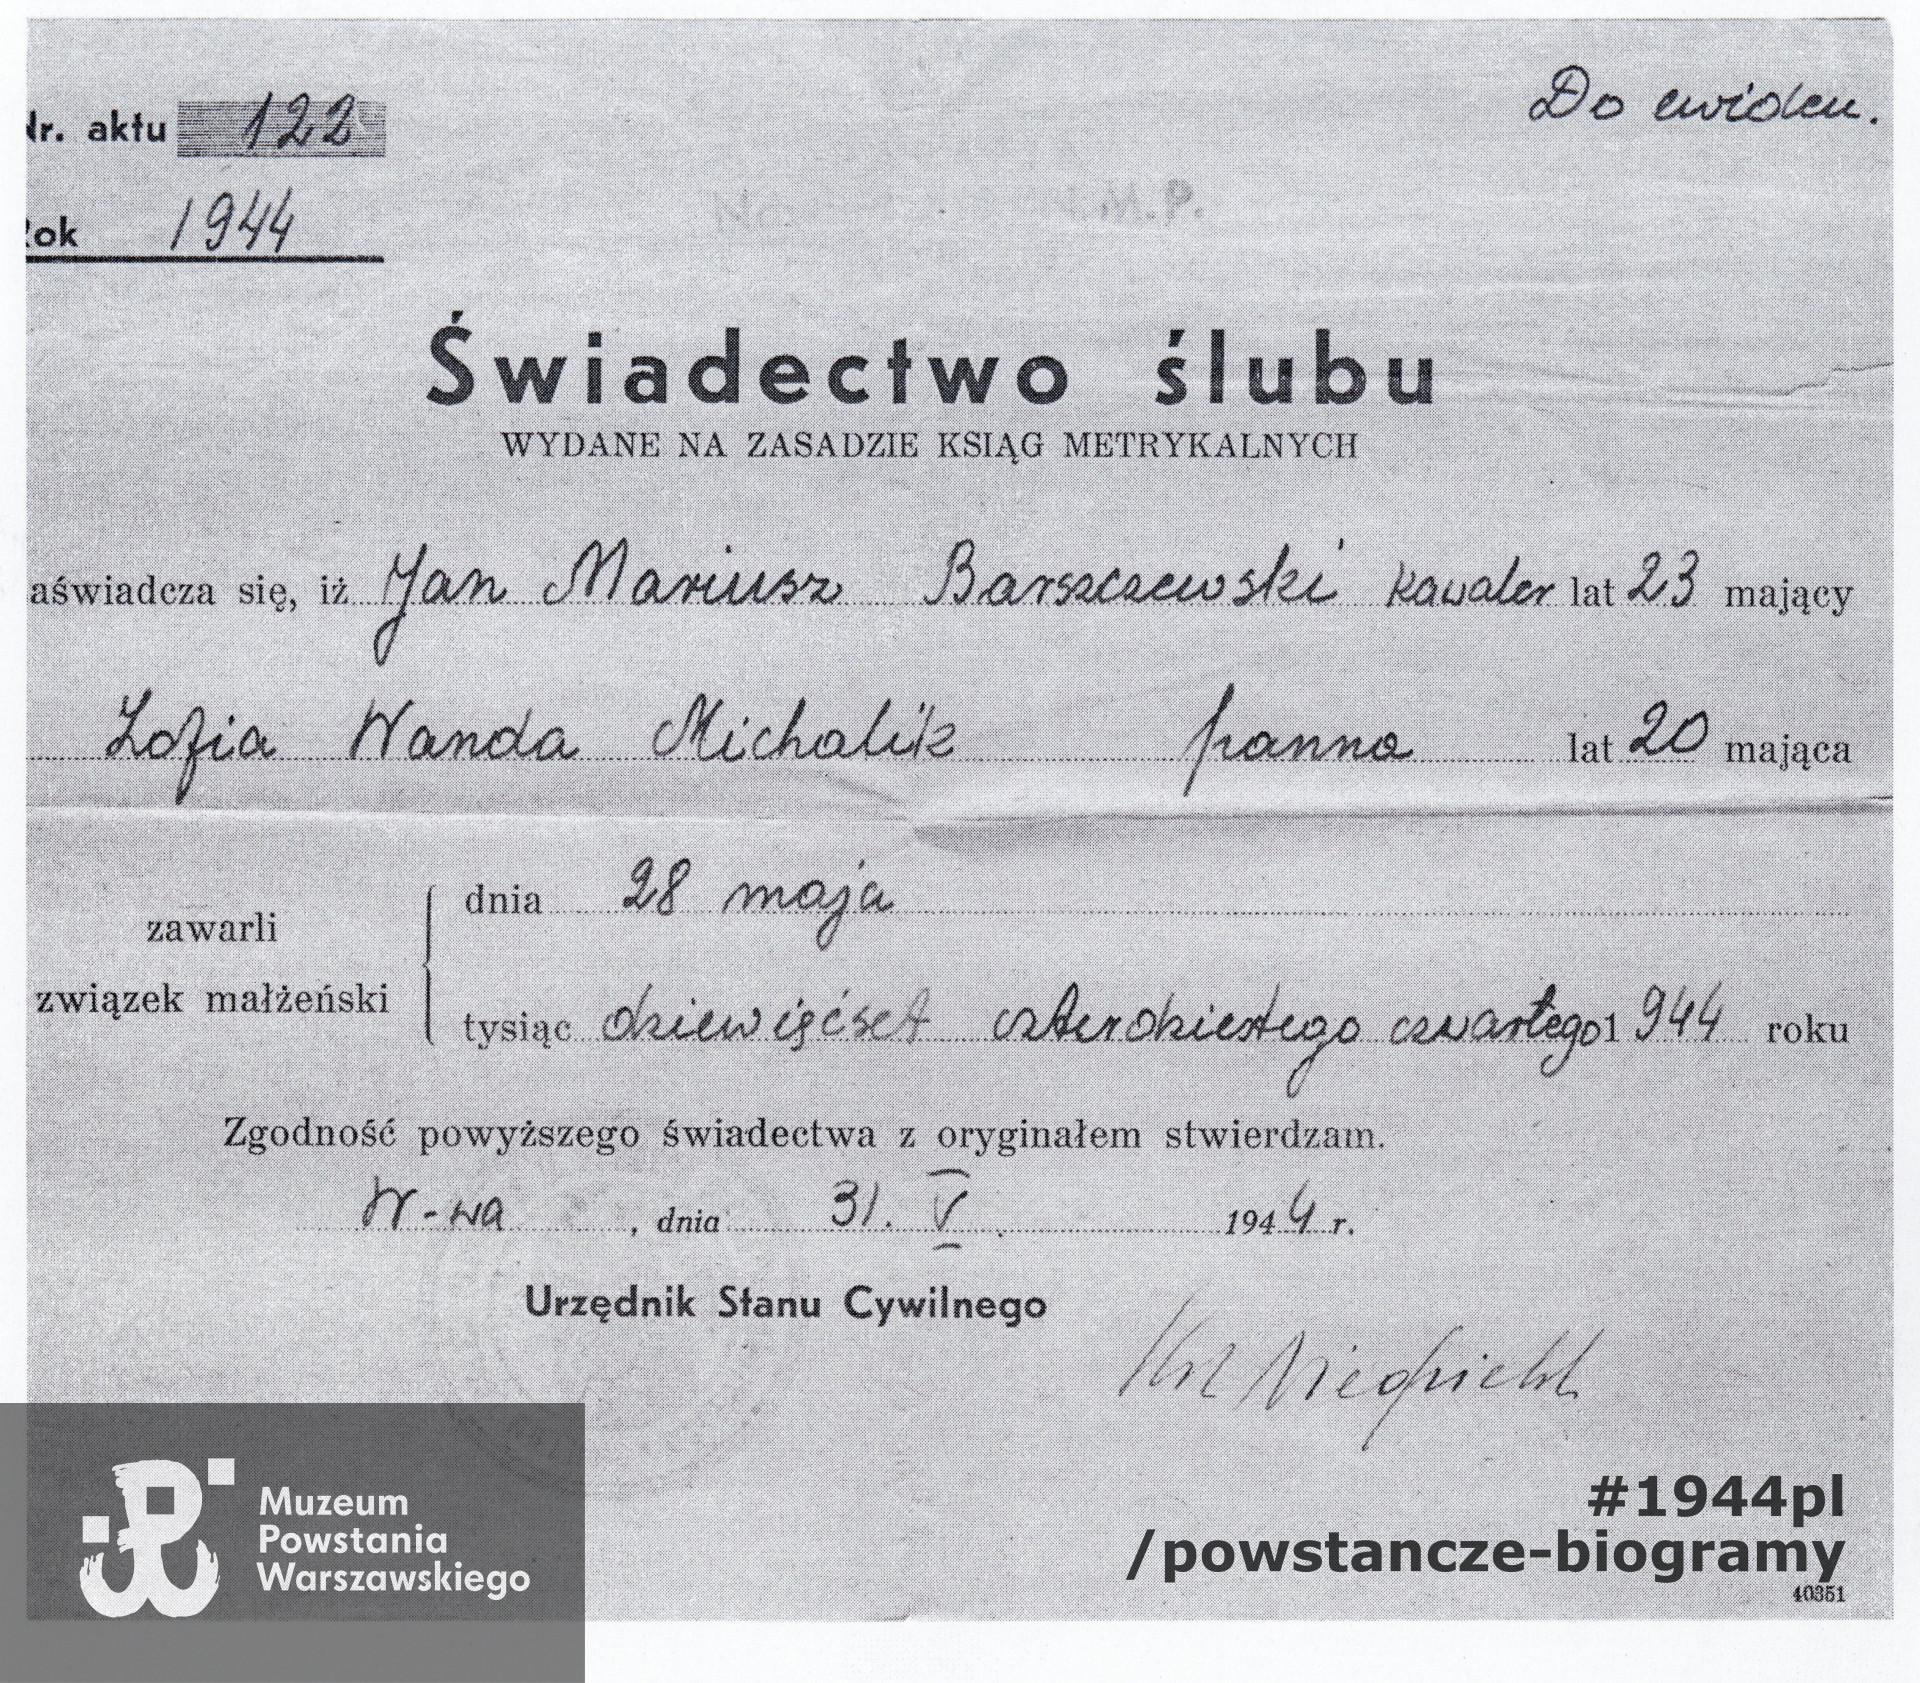 Nr. aktu 122
Do ewiden.
Rok 1944
Świadectwo ślubu
WYDANE NA ZASADZIE KSIĄG METRYKALNYCH
aświadcza się, iż Jan Mariusz Barszczewski kawaler lat 23 mający
Zofia Wanda Michalik panna lat 20 mająca
zawarli
związek małżeński
dnia 28 maja
tysiąc dziewięćset czterdziestego czwartego 1944 roku
Zgodność powyższego świadectwa z oryginałem stwierdzam.
W-wa, dnia 31. V 1944 r.
Urzędnik Stanu Cywilnego
Muzeum
Powstania
Warszawskiego
#1944pl
/powstancze-biogramy
40351